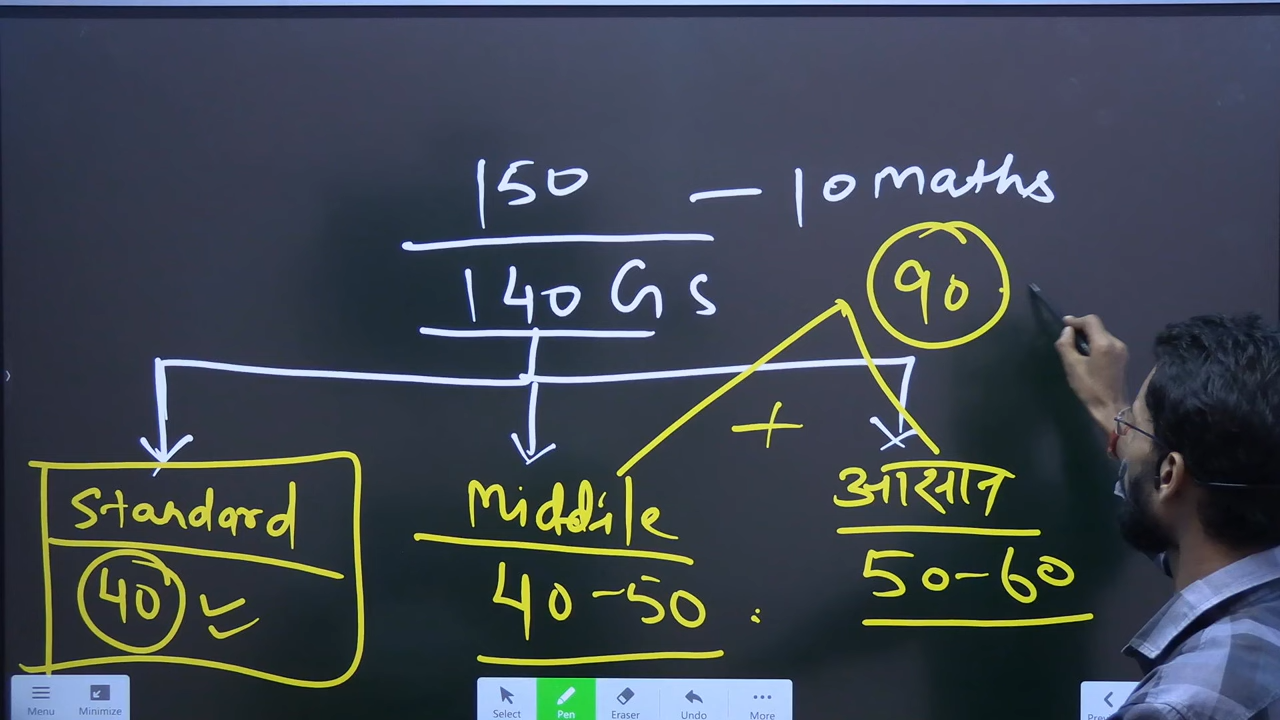 150 — 10 maths
140 GS
90
+
Standard
Middile
आसान
40
40-50
50-60
Menu
Minimize
Select
Pen
Eraser
Undo
More